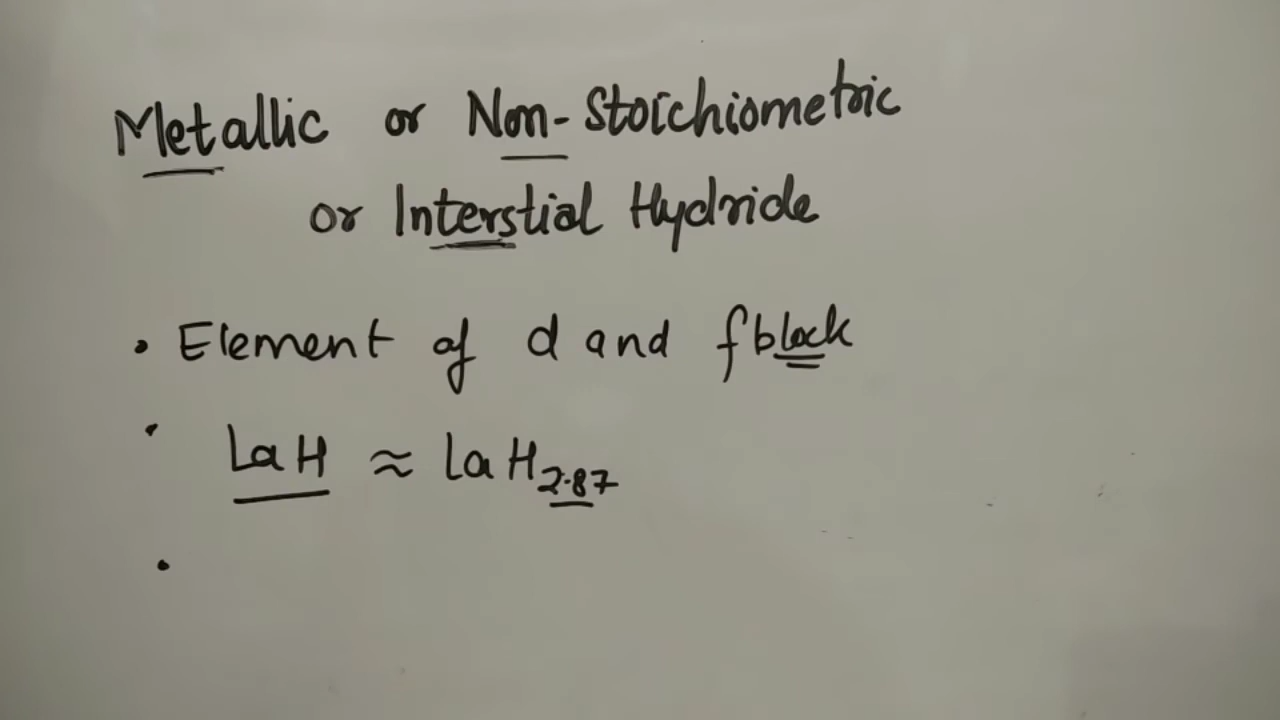 Metallic or Non-Stoichiometric
or Interstial Hydride
• Element of d and f block
• LaH ≈ LaH₂.₈₇
•